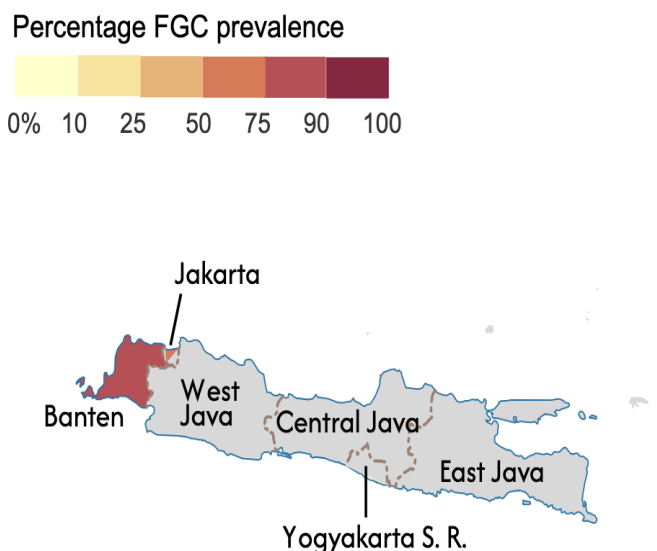 Percentage FGC prevalence
0% 10 25 50 75 90 100
Jakarta
West
Java
Banten
Central Java
East Java
Yogyakarta S. R.